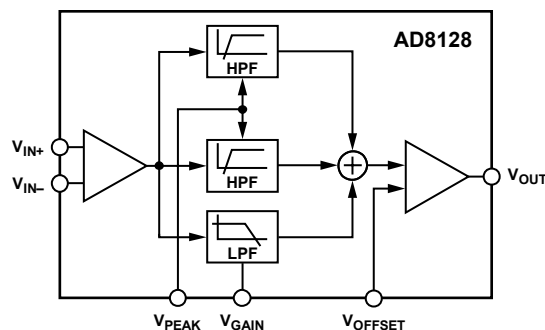 AD8128
HPF
VIN+
VIN–
HPF
VOUT
LPF
VPEAK
VGAIN
VOFFSET